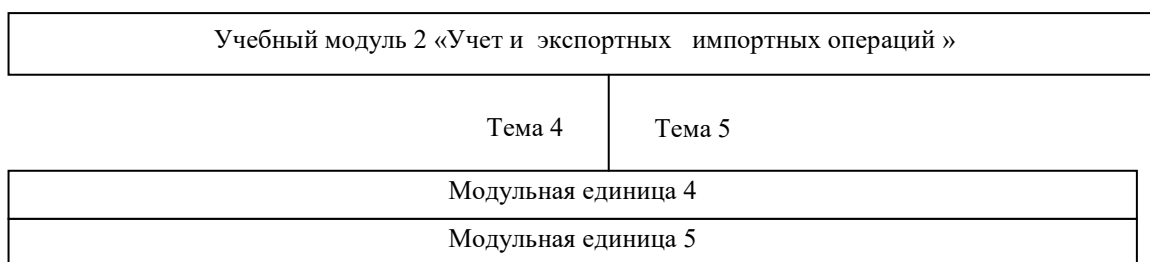 Учебный модуль 2 «Учет и экспортных импортных операций »
Тема 4 Тема 5
Модульная единица 4
Модульная единица 5